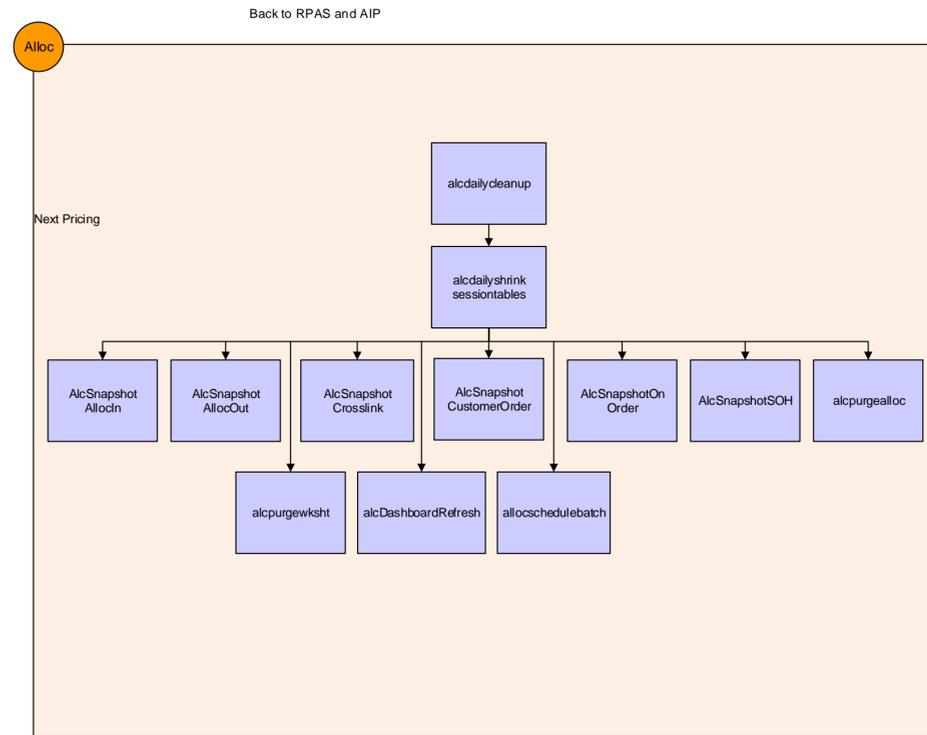 Back to RPAS and AIP
Alloc
alcdailycleanup
Next Pricing
alcdailyshrink
sessiontables
AlcSnapshot
AllocIn
AlcSnapshot
AllocOut
AlcSnapshot
Crosslink
AlcSnapshot
CustomerOrder
AlcSnapshotOn
Order
AlcSnapshotSOH
alcpurgealloc
alcpurgewksht
alcDashboardRefresh
allocschedulebatch